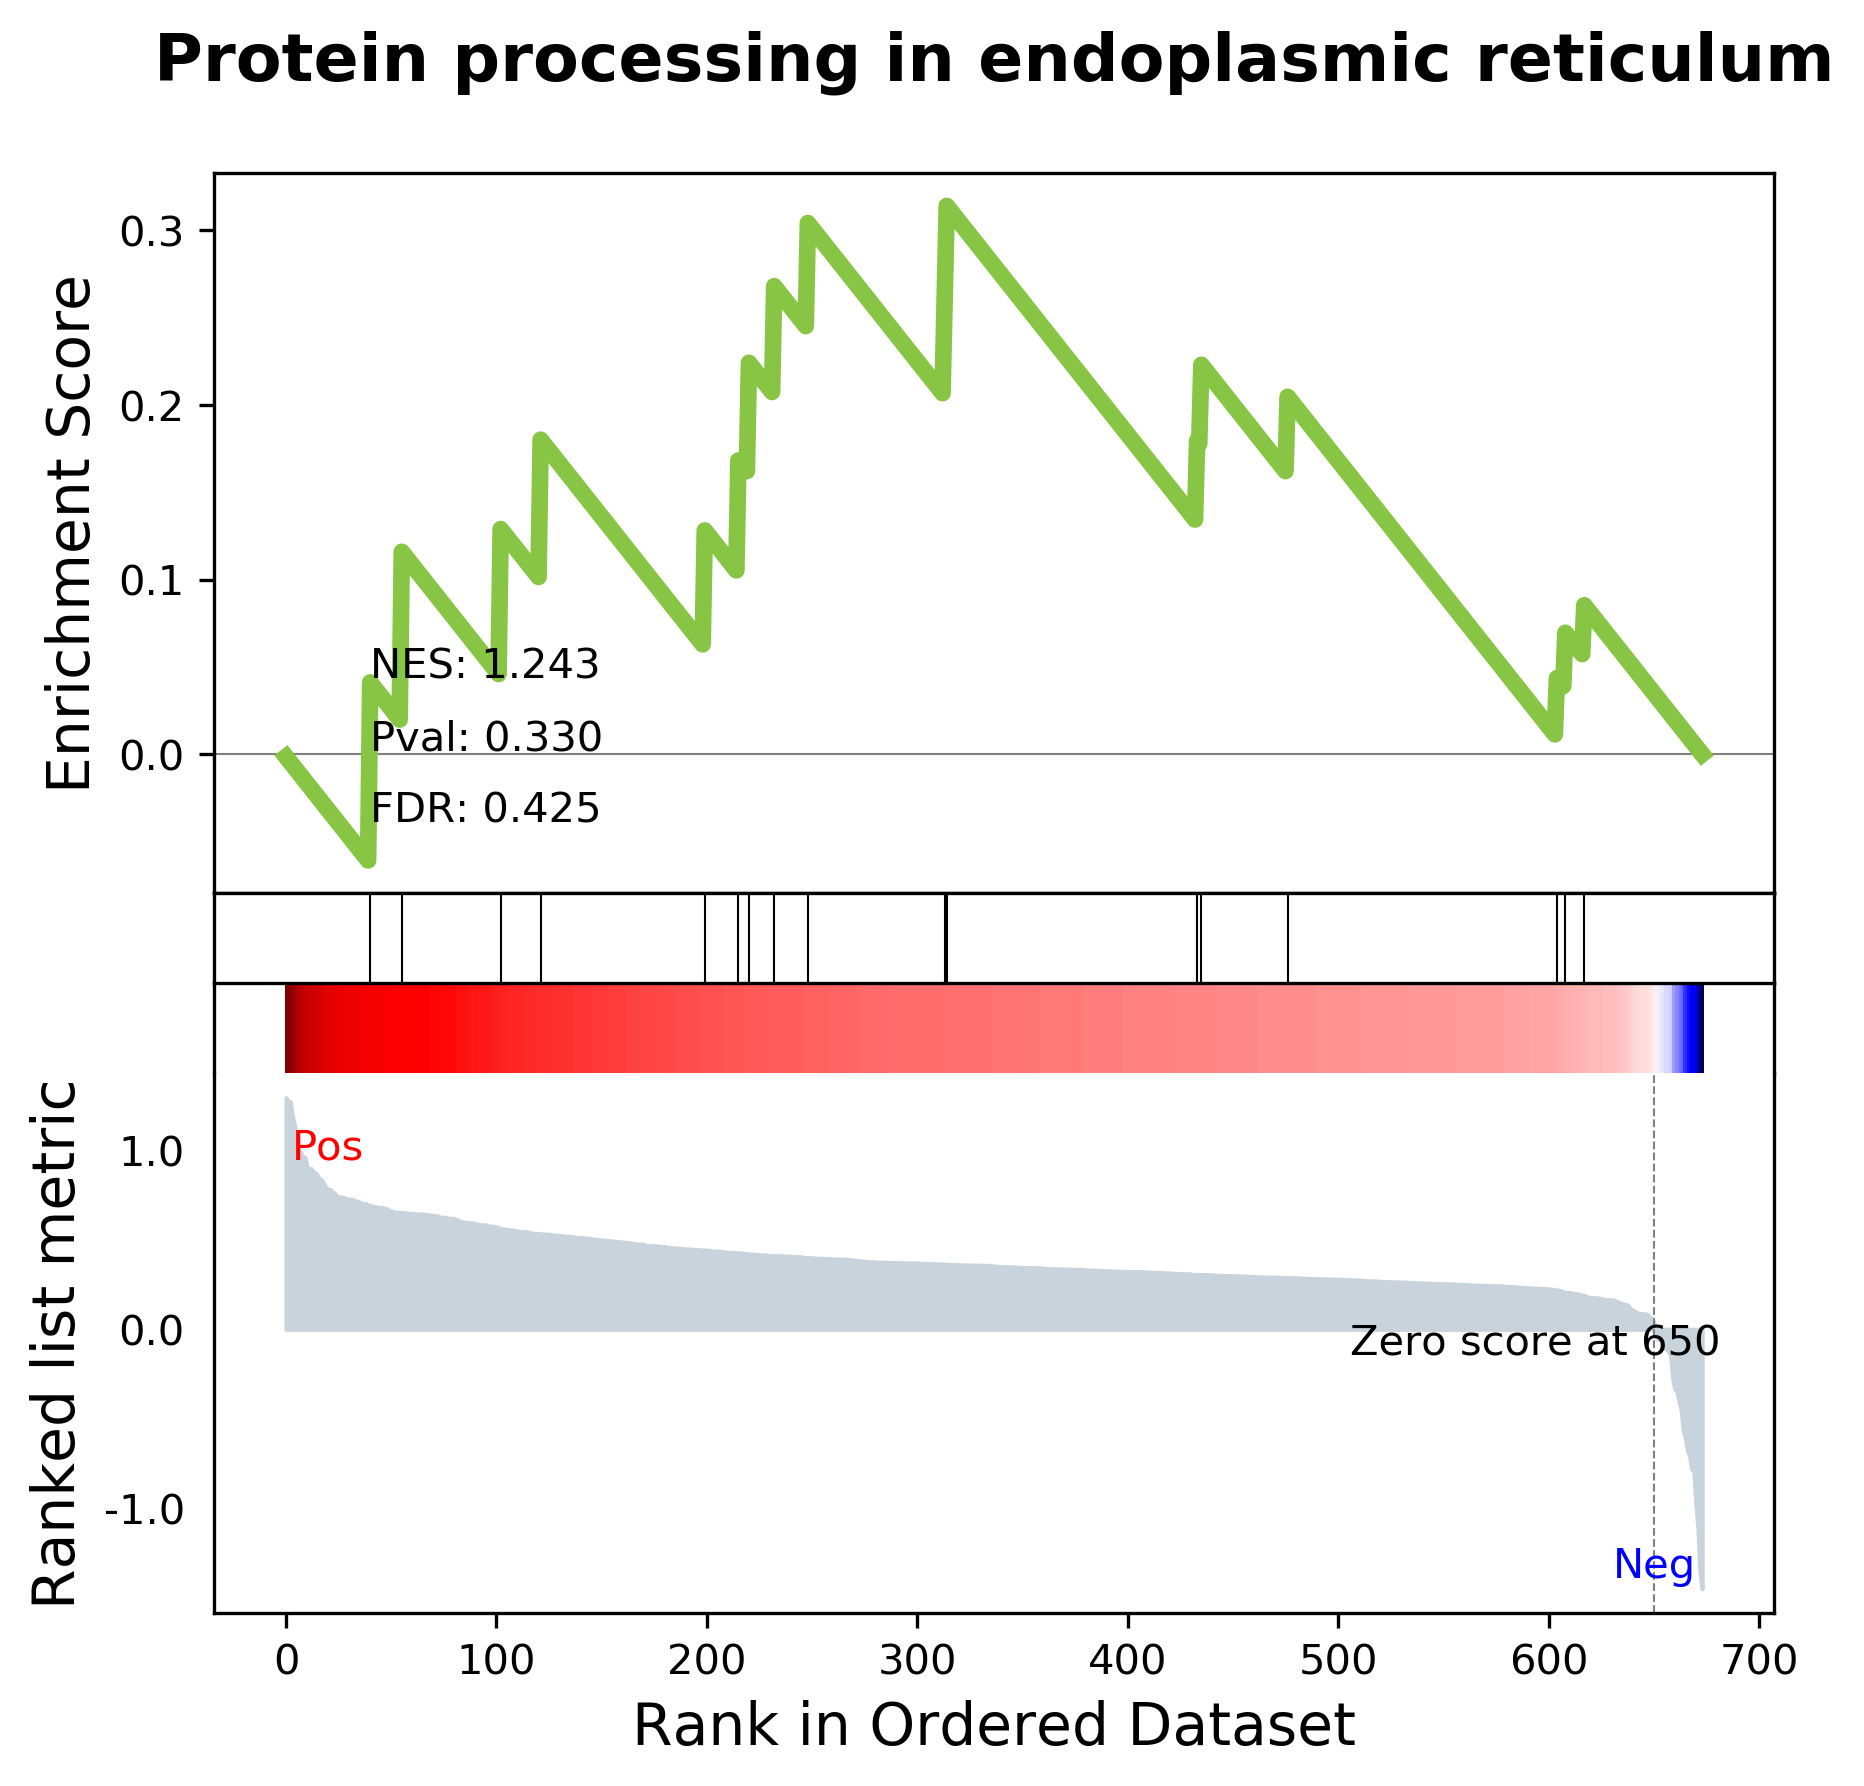 Protein processing in endoplasmic reticulum
Enrichment Score
0.3
0.2
0.1
0.0
NES: 1.243
Pval: 0.330
FDR: 0.425
Ranked list metric
1.0
0.0
-1.0
Pos
Zero score at 650
Neg
0 100 200 300 400 500 600 700
Rank in Ordered Dataset